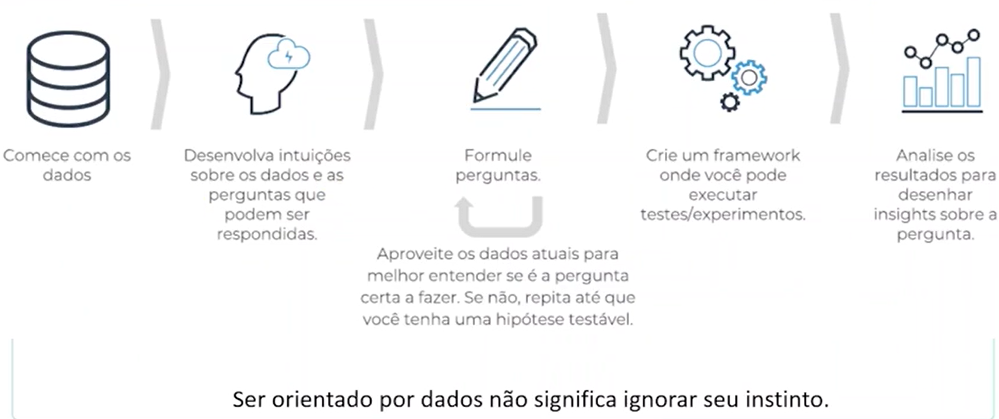 Comece com os
dados
Desenvolva intuições
sobre os dados e as
perguntas que
podem ser
respondidas.
Formule
perguntas.
Aproveite os dados atuais para
melhor entender se é a pergunta
certa a fazer. Se não, repita até que
você tenha uma hipótese testável.
Crie um framework
onde você pode
executar
testes/experimentos.
Analise os
resultados para
desenhar
insights sobre a
pergunta.
Ser orientado por dados não significa ignorar seu instinto.